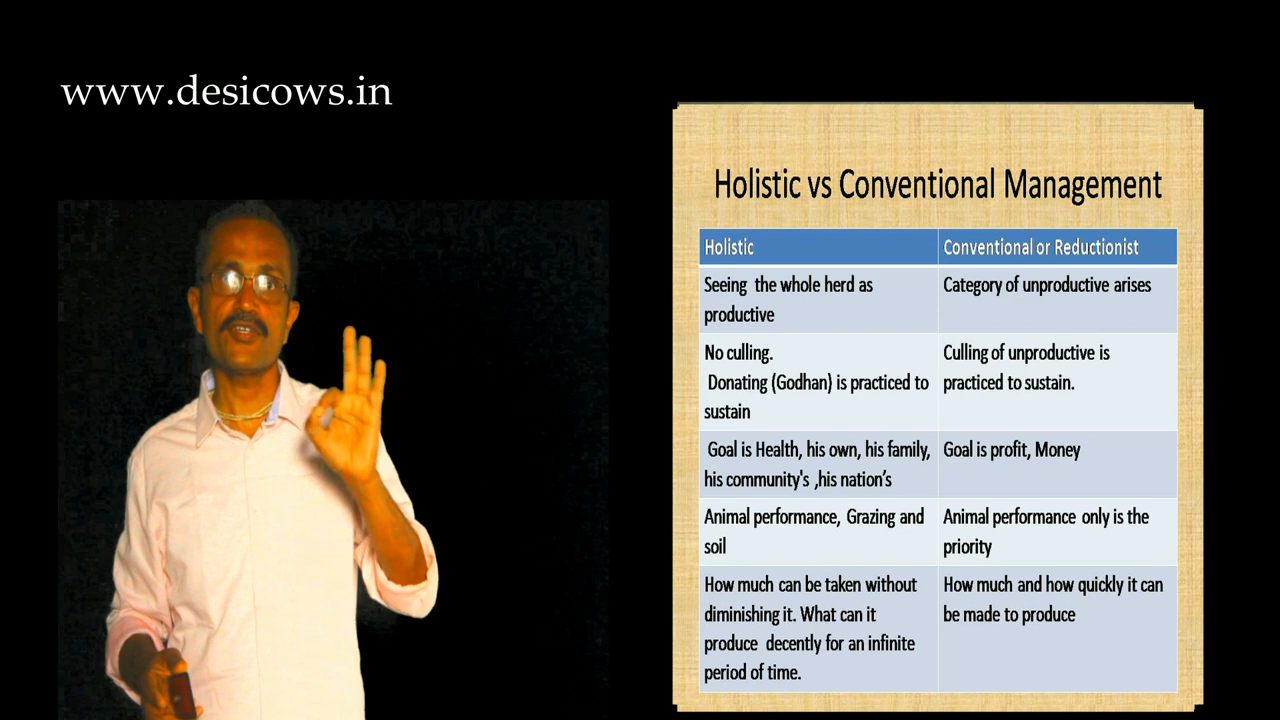 www.desicows.in
Holistic vs Conventional Management
Holistic
Conventional or Reductionist
Seeing the whole herd as
productive
Category of unproductive arises
No culling.
Donating (Godhan) is practiced to
sustain
Culling of unproductive is
practiced to sustain.
Goal is Health, his own, his family,
his community's ,his nation's
Goal is profit, Money
Animal performance, Grazing and
soil
Animal performance only is the
priority
How much can be taken without
diminishing it. What can it
produce decently for an infinite
period of time.
How much and how quickly it can
be made to produce